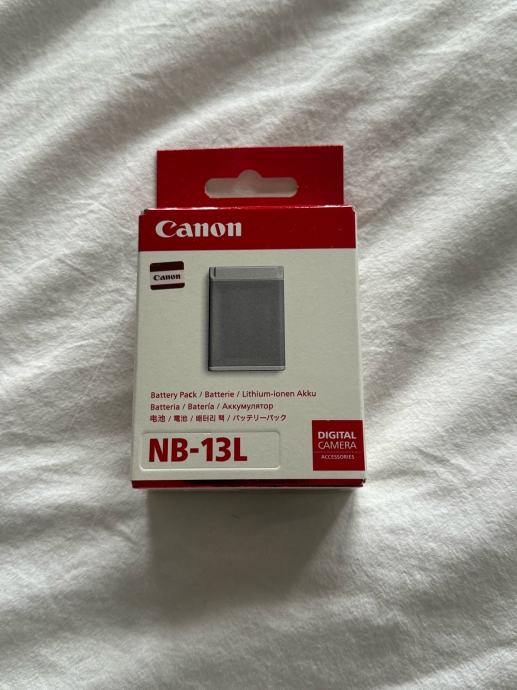 Canon
Canon
Battery Pack / Batterie / Lithium-ionen Akku
Batteria / Batería / Аккумулятор
电池 / 電池 / 배터리 팩 / バッテリーパック
NB-13L
DIGITAL
CAMERA
ACCESSORIES